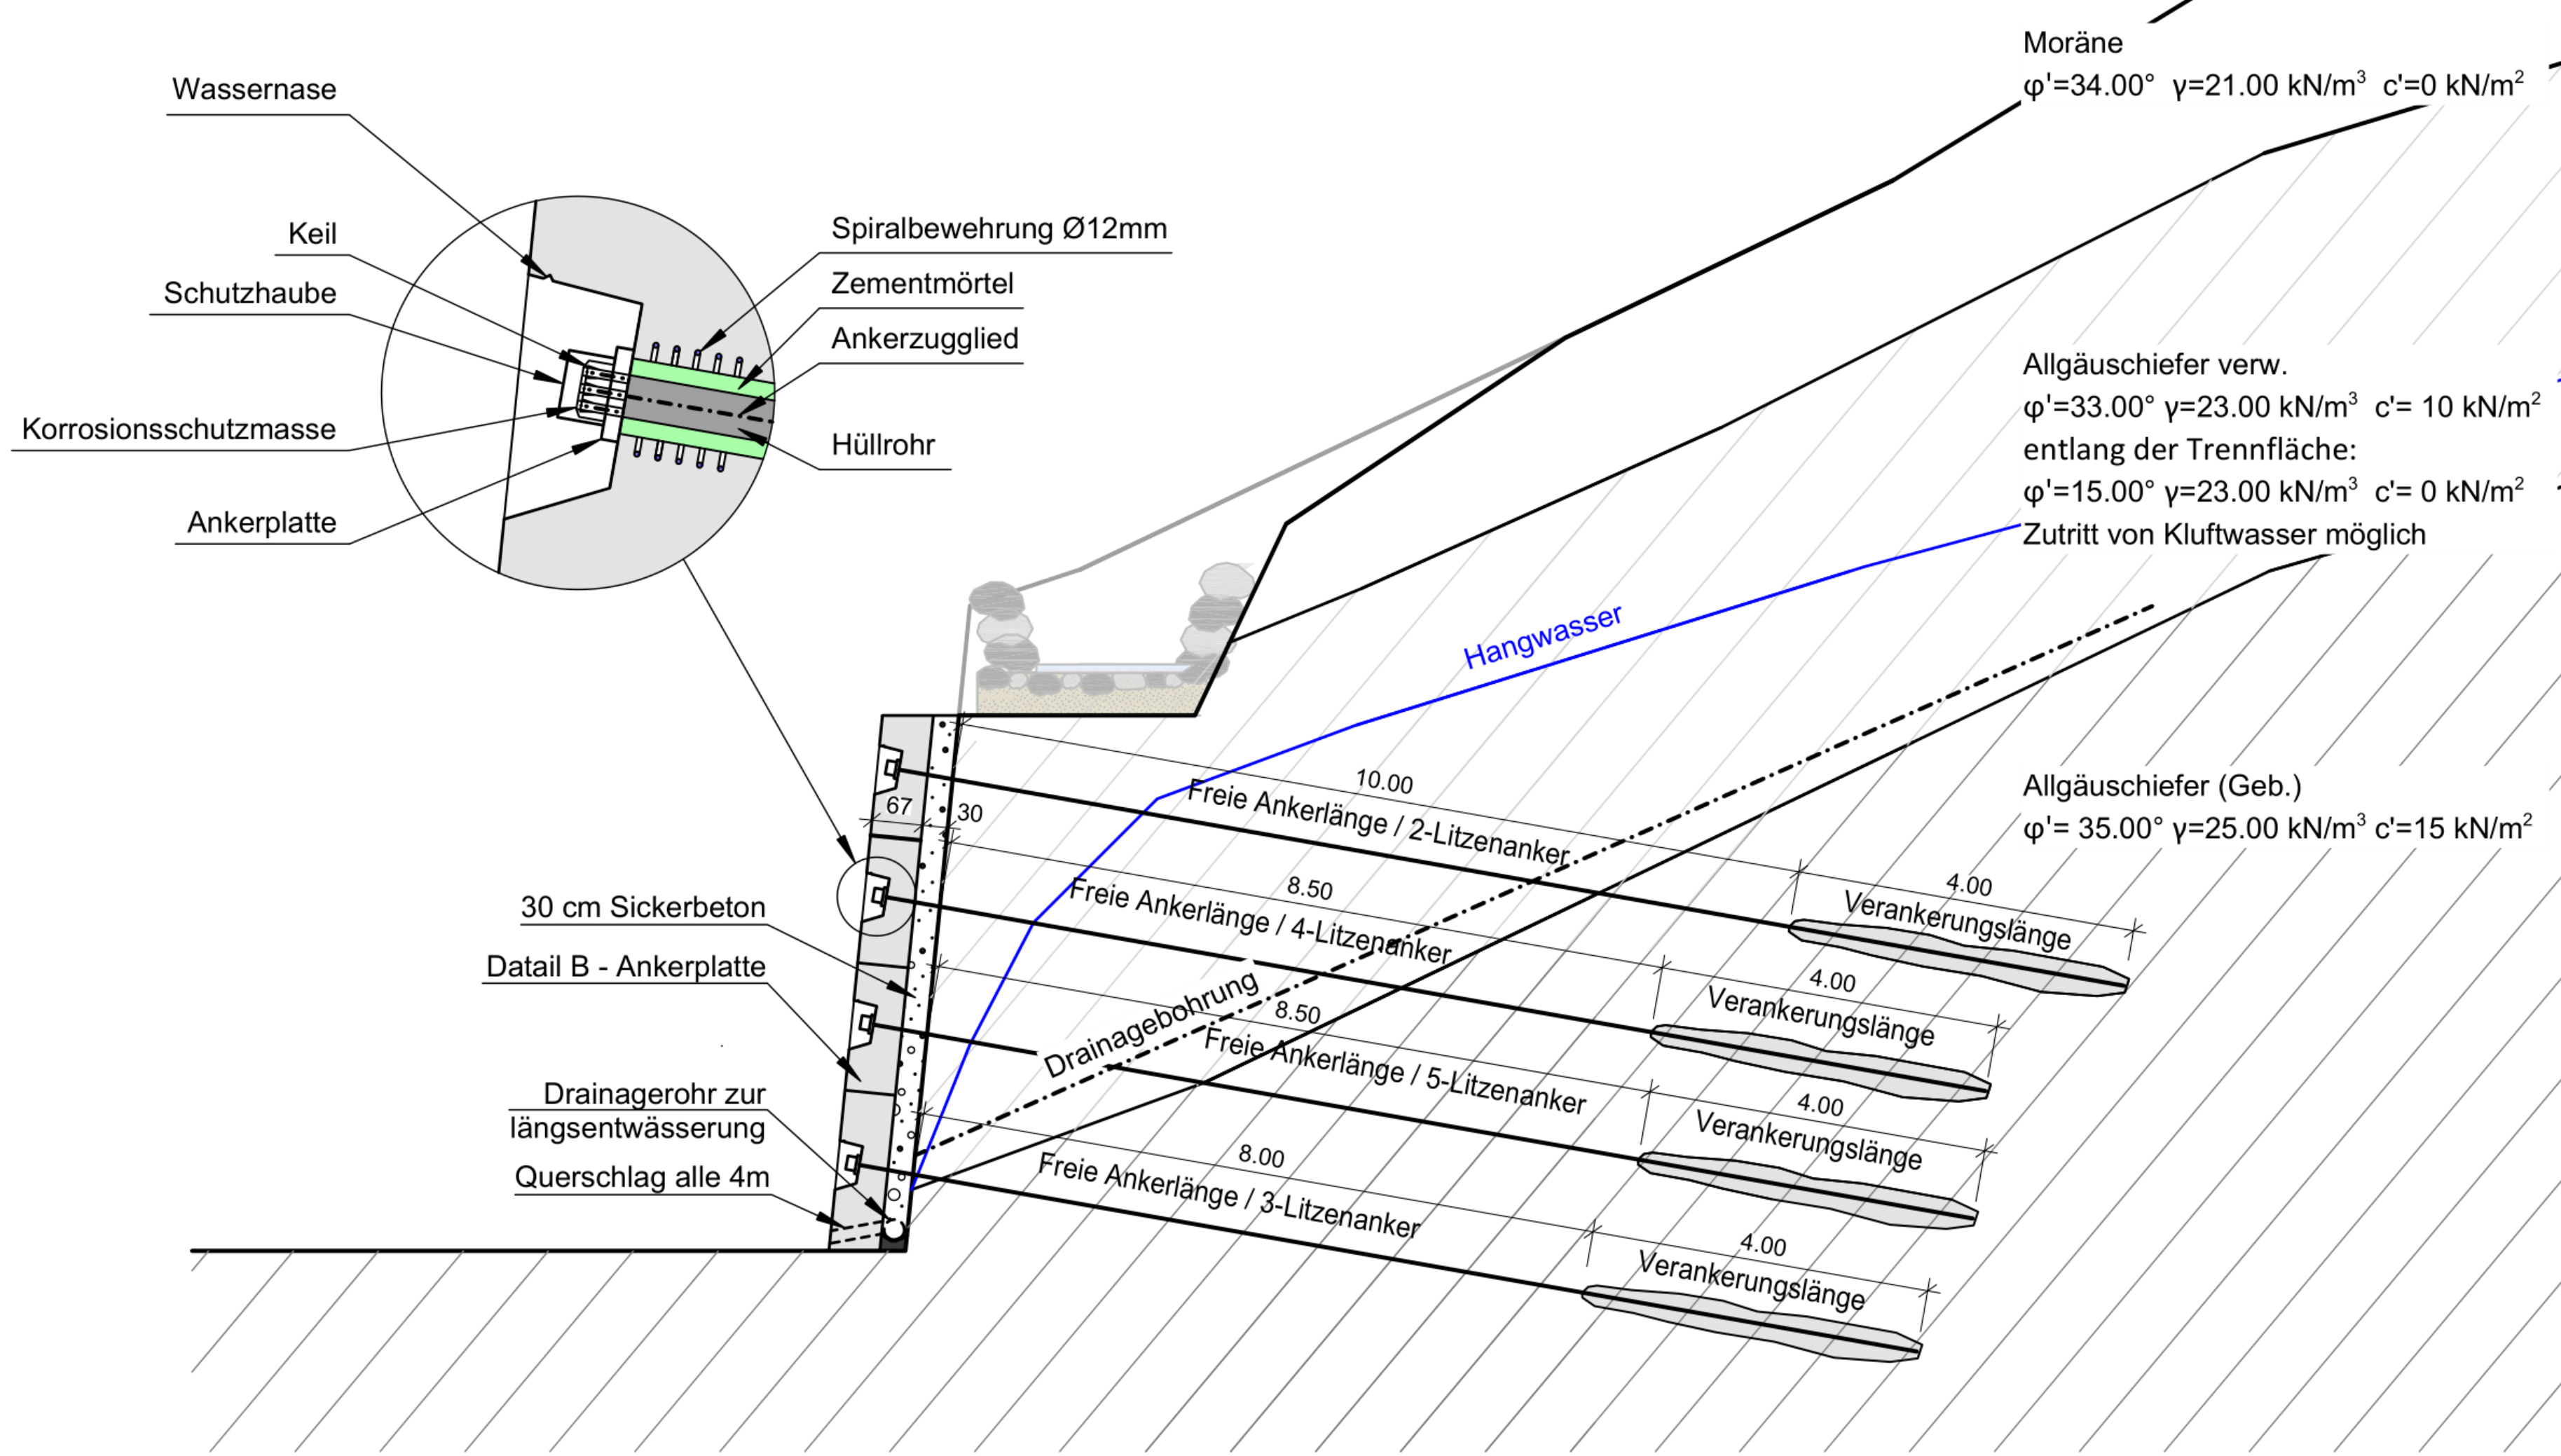 Wassernase
Keil
Schutzhaube
Korrosionsschutzmasse
Ankerplatte
Spiralbewehrung Ø12mm
Zementmörtel
Ankerzugglied
Hüllrohr
Moräne
φ'=34.00° γ=21.00 kN/m³ c'=0 kN/m²
Allgäuschiefer verw.
φ'=33.00° γ=23.00 kN/m³ c'= 10 kN/m²
entlang der Trennfläche:
φ'=15.00° γ=23.00 kN/m³ c'= 0 kN/m²
Zutritt von Kluftwasser möglich
Hangwasser
Allgäuschiefer (Geb.)
φ'= 35.00° γ=25.00 kN/m³ c'=15 kN/m²
67
30
10.00
Freie Ankerlänge / 2-Litzenanker
4.00
Verankerungslänge
8.50
Freie Ankerlänge / 4-Litzenanker
4.00
Verankerungslänge
Drainagebohrung
8.50
Freie Ankerlänge / 5-Litzenanker
4.00
Verankerungslänge
8.00
Freie Ankerlänge / 3-Litzenanker
4.00
Verankerungslänge
30 cm Sickerbeton
Datail B - Ankerplatte
Drainagerohr zur
längsentwässerung
Querschlag alle 4m